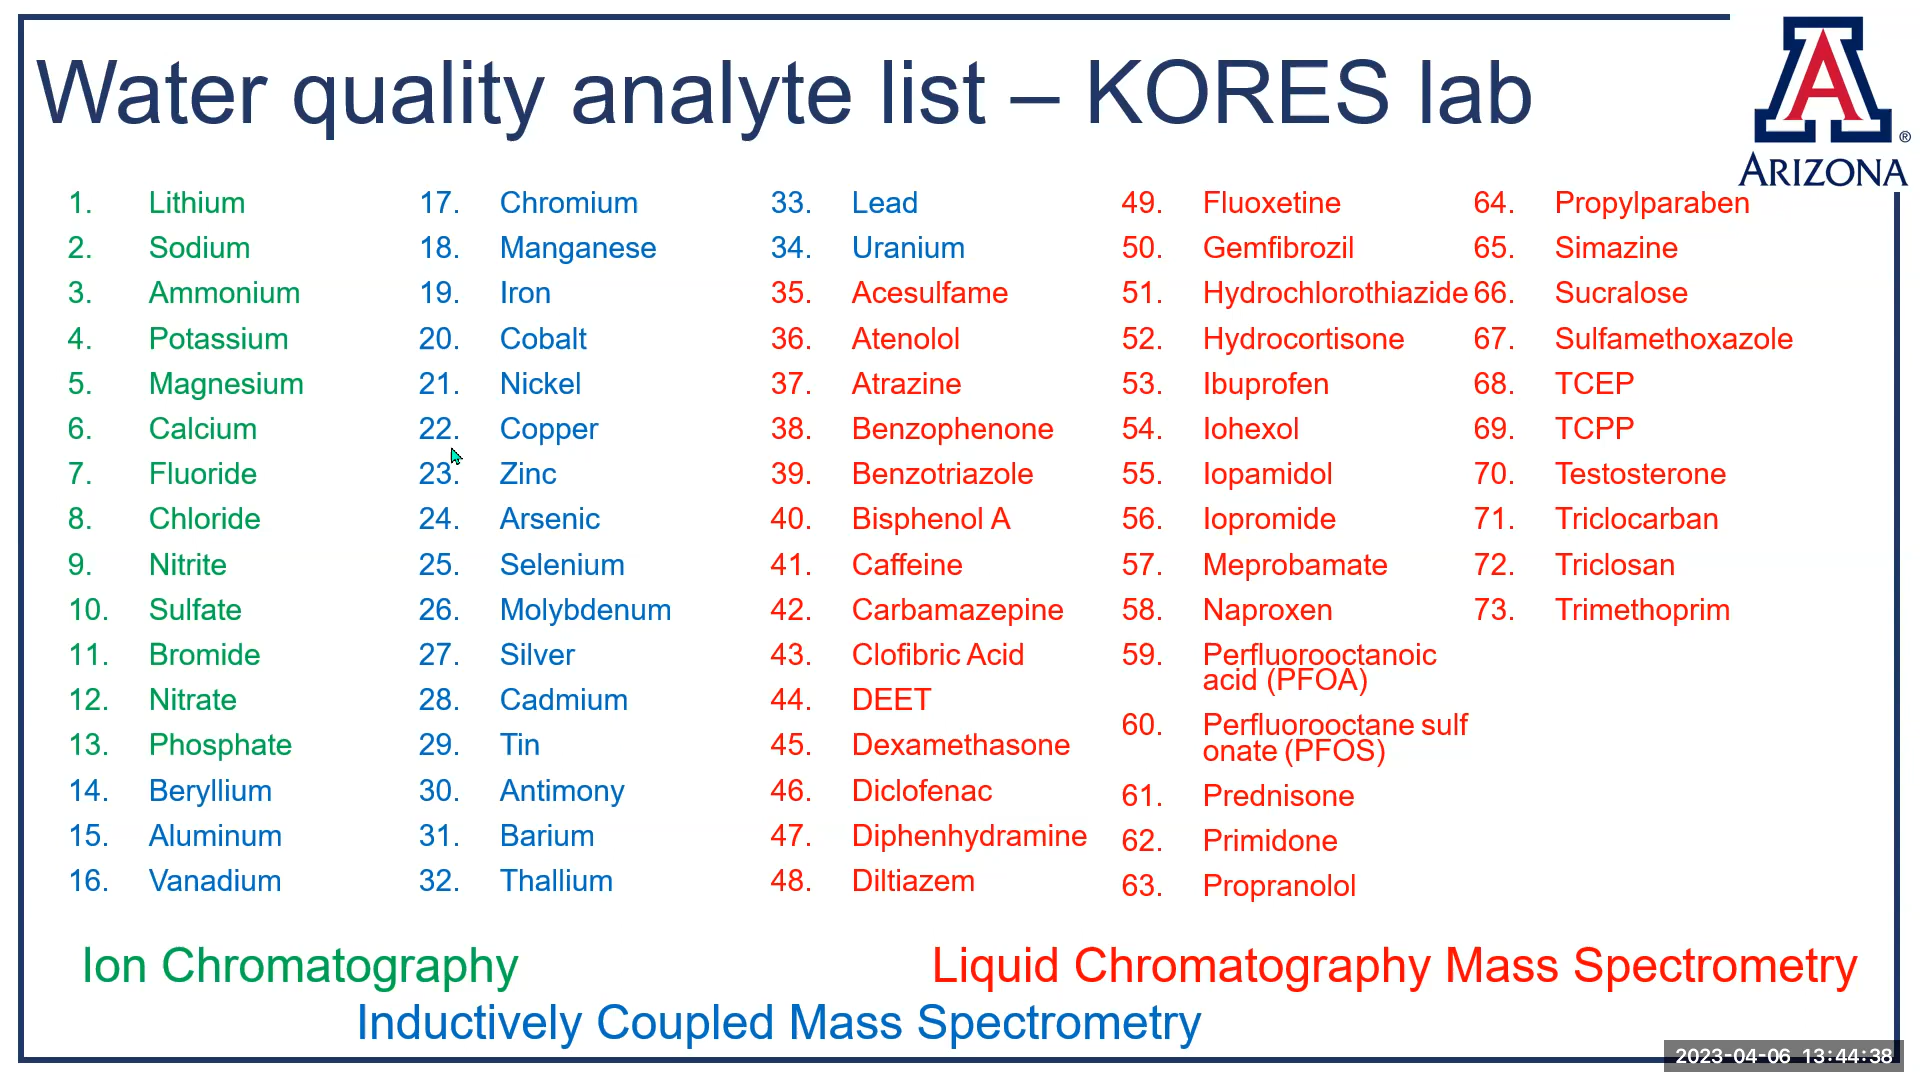 Water quality analyte list – KORES lab
A
®
ARIZONA
1. Lithium
2. Sodium
3. Ammonium
4. Potassium
5. Magnesium
6. Calcium
7. Fluoride
8. Chloride
9. Nitrite
10. Sulfate
11. Bromide
12. Nitrate
13. Phosphate
14. Beryllium
15. Aluminum
16. Vanadium
17. Chromium
18. Manganese
19. Iron
20. Cobalt
21. Nickel
22. Copper
23. Zinc
24. Arsenic
25. Selenium
26. Molybdenum
27. Silver
28. Cadmium
29. Tin
30. Antimony
31. Barium
32. Thallium
33. Lead
34. Uranium
35. Acesulfame
36. Atenolol
37. Atrazine
38. Benzophenone
39. Benzotriazole
40. Bisphenol A
41. Caffeine
42. Carbamazepine
43. Clofibric Acid
44. DEET
45. Dexamethasone
46. Diclofenac
47. Diphenhydramine
48. Diltiazem
49. Fluoxetine
50. Gemfibrozil
51. Hydrochlorothiazide
52. Hydrocortisone
53. Ibuprofen
54. Iohexol
55. Iopamidol
56. Iopromide
57. Meprobamate
58. Naproxen
59. Perfluorooctanoic
acid (PFOA)
60. Perfluorooctane sulf
onate (PFOS)
61. Prednisone
62. Primidone
63. Propranolol
64. Propylparaben
65. Simazine
66. Sucralose
67. Sulfamethoxazole
68. TCEP
69. TCPP
70. Testosterone
71. Triclocarban
72. Triclosan
73. Trimethoprim
Ion Chromatography
Liquid Chromatography Mass Spectrometry
Inductively Coupled Mass Spectrometry
2023-04-06 13:44:38